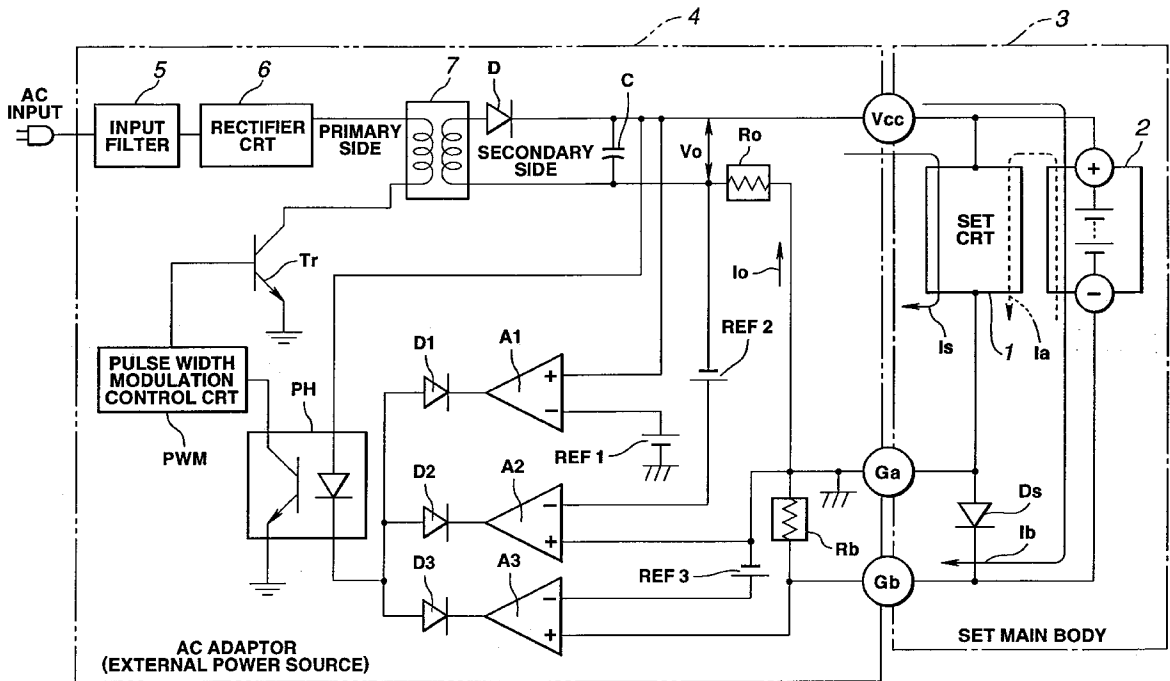 4
3
5
6
7
D
AC
INPUT
INPUT
FILTER
RECTIFIER
CRT
PRIMARY
SIDE
SECONDARY
SIDE
C
Vo
Ro
Vcc
2
+
SET
CRT
−
Tr
Io
Is
1
Ia
REF 2
PULSE WIDTH
MODULATION
CONTROL CRT
PWM
PH
D1
A1
+
−
REF 1
D2
A2
−
+
Ga
Ds
Rb
Ib
D3
A3
REF 3
−
+
Gb
AC ADAPTOR
(EXTERNAL POWER SOURCE)
SET MAIN BODY